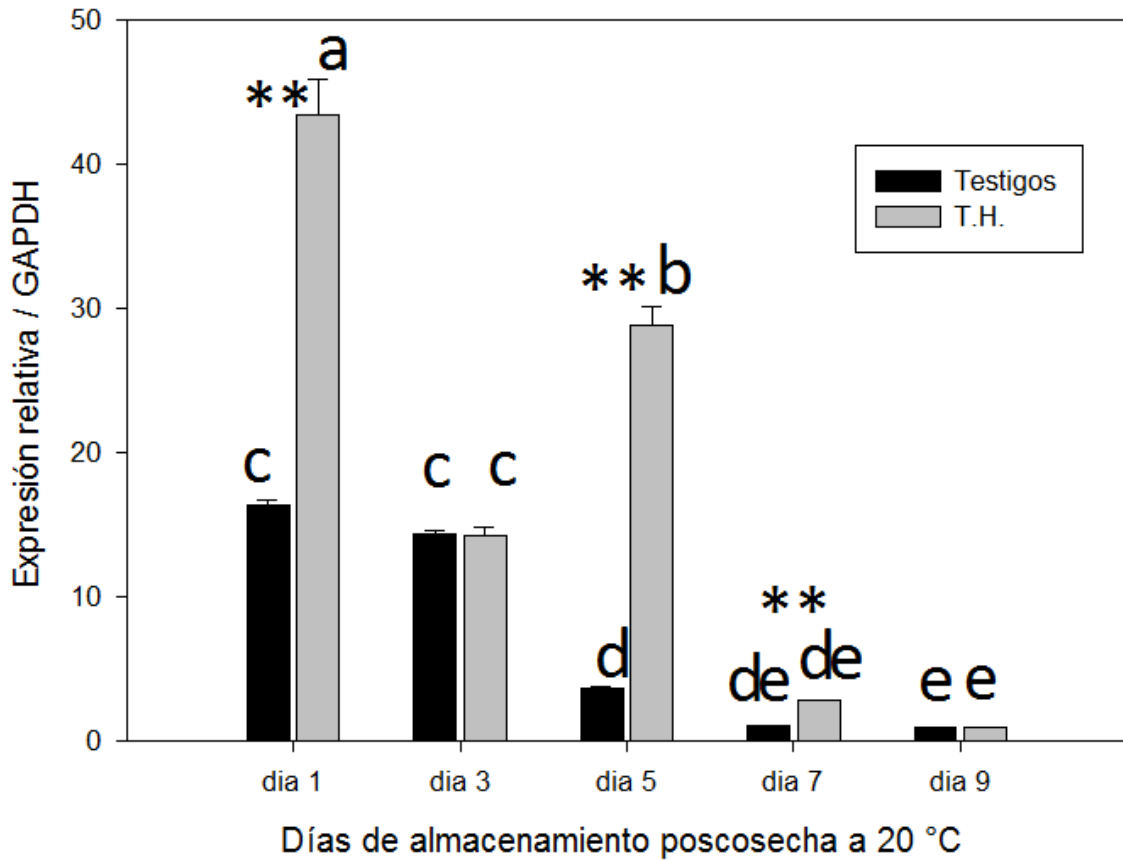 50
40
30
20
10
0
Expresión relativa / GAPDH
** a
c
c c
d ** b
de ** de
e e
Testigos
T.H.
dia 1 dia 3 dia 5 dia 7 dia 9
Días de almacenamiento poscosecha a 20 °C